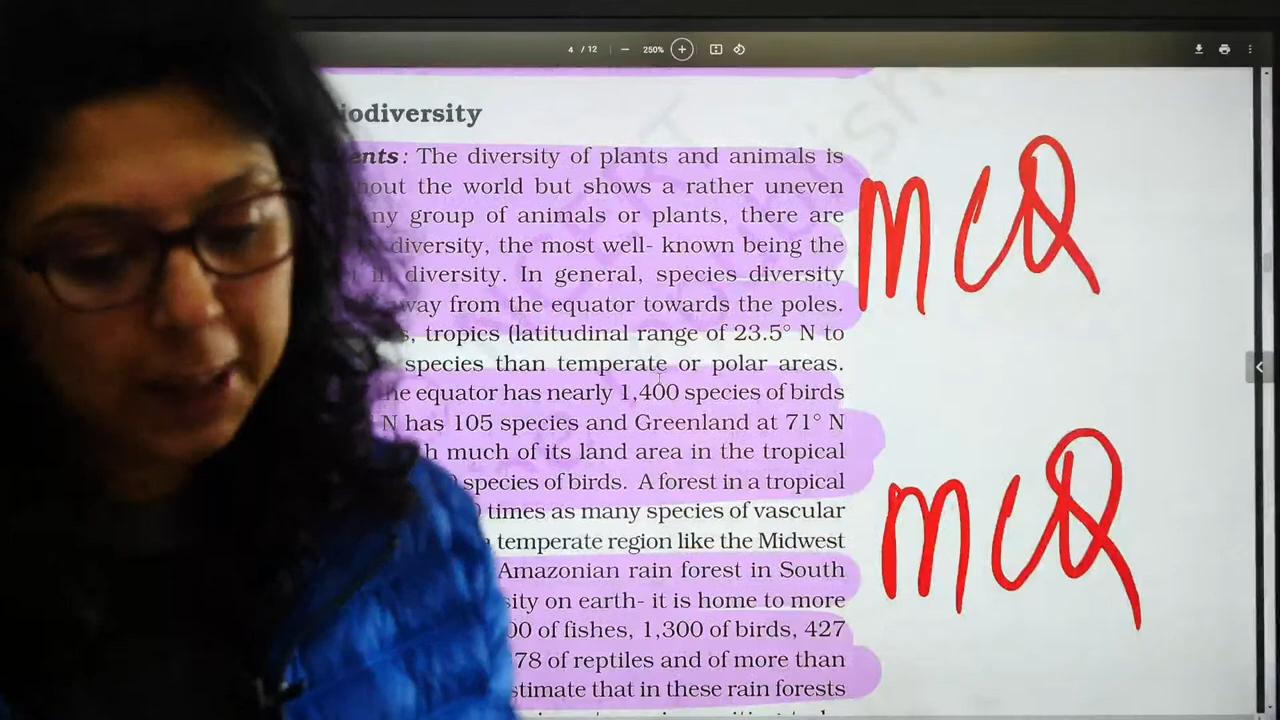 4 / 12
250%
iodiversity
ents: The diversity of plants and animals is
hout the world but shows a rather uneven
ny group of animals or plants, there are
diversity, the most well- known being the
in diversity. In general, species diversity
way from the equator towards the poles.
s, tropics (latitudinal range of 23.5° N to
species than temperate or polar areas.
he equator has nearly 1,400 species of birds
N has 105 species and Greenland at 71° N
h much of its land area in the tropical
species of birds. A forest in a tropical
0 times as many species of vascular
a temperate region like the Midwest
Amazonian rain forest in South
sity on earth- it is home to more
00 of fishes, 1,300 of birds, 427
78 of reptiles and of more than
stimate that in these rain forests
MCQ
MCQ